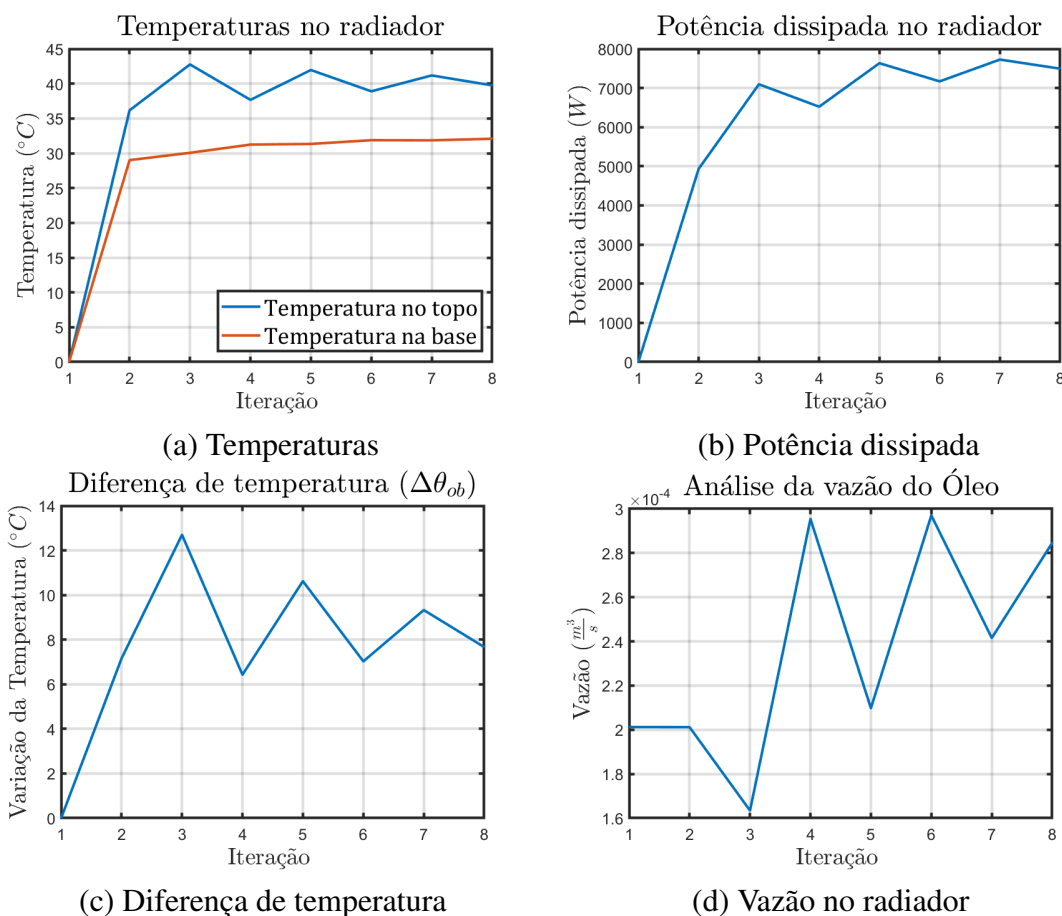 Temperaturas no radiador
45
40
35
30
25
20
15
10
5
0
Temperatura (°C)
Temperatura no topo
Temperatura na base
1 2 3 4 5 6 7 8
Iteração
(a) Temperaturas
Potência dissipada no radiador
8000
7000
6000
5000
4000
3000
2000
1000
0
Potência dissipada (W)
1 2 3 4 5 6 7 8
Iteração
(b) Potência dissipada
Diferença de temperatura (Δθob)
14
12
10
8
6
4
2
0
Variação da Temperatura (°C)
1 2 3 4 5 6 7 8
Iteração
(c) Diferença de temperatura
Análise da vazão do Óleo
×10⁻⁴
3
2.6
2.4
2.2
2
1.6
Vazão (m³/s)
1 2 3 4 5 6 7 8
Iteração
(d) Vazão no radiador